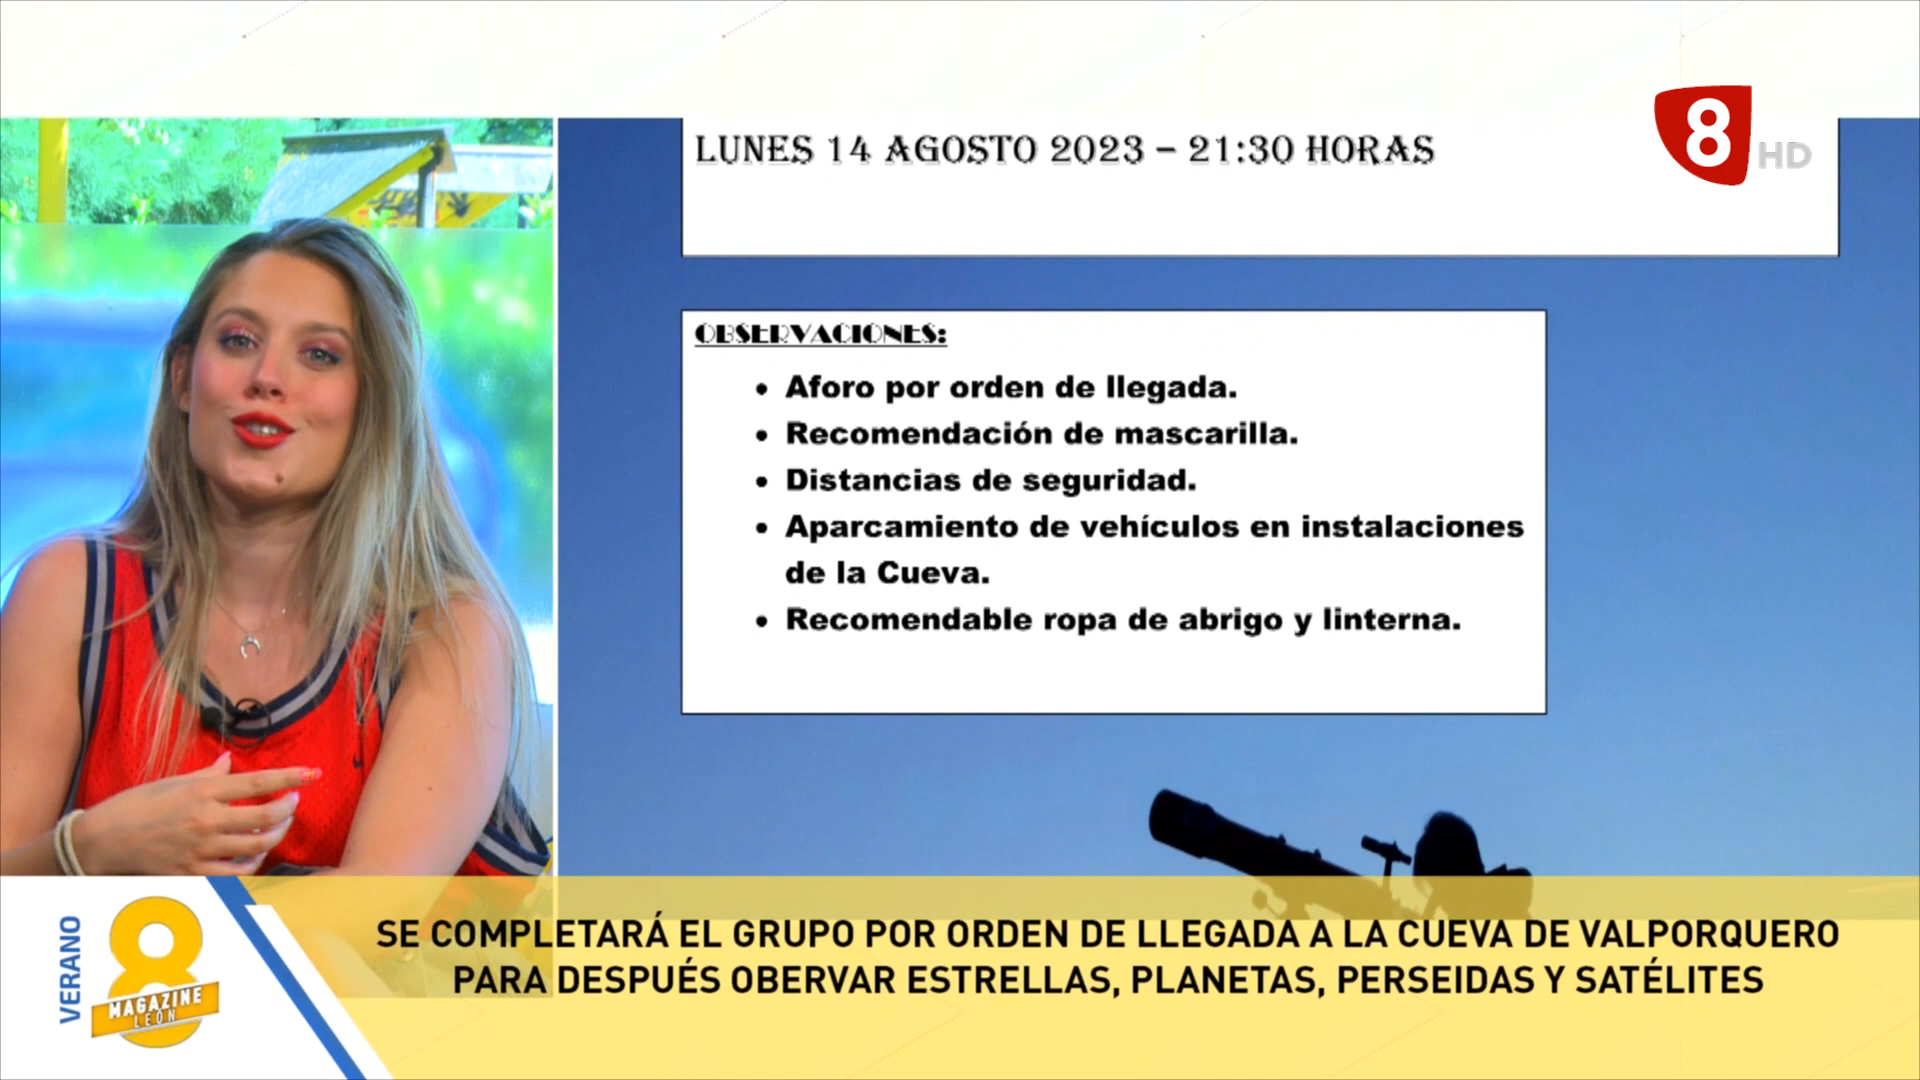 LUNES 14 AGOSTO 2023 – 21:30 HORAS
8 HD
OBSERVACIONES:
• Aforo por orden de llegada.
• Recomendación de mascarilla.
• Distancias de seguridad.
• Aparcamiento de vehículos en instalaciones
de la Cueva.
• Recomendable ropa de abrigo y linterna.
SE COMPLETARÁ EL GRUPO POR ORDEN DE LLEGADA A LA CUEVA DE VALPORQUERO
PARA DESPUÉS OBERVAR ESTRELLAS, PLANETAS, PERSEIDAS Y SATÉLITES
VERANO
8
MAGAZINE
LEÓN